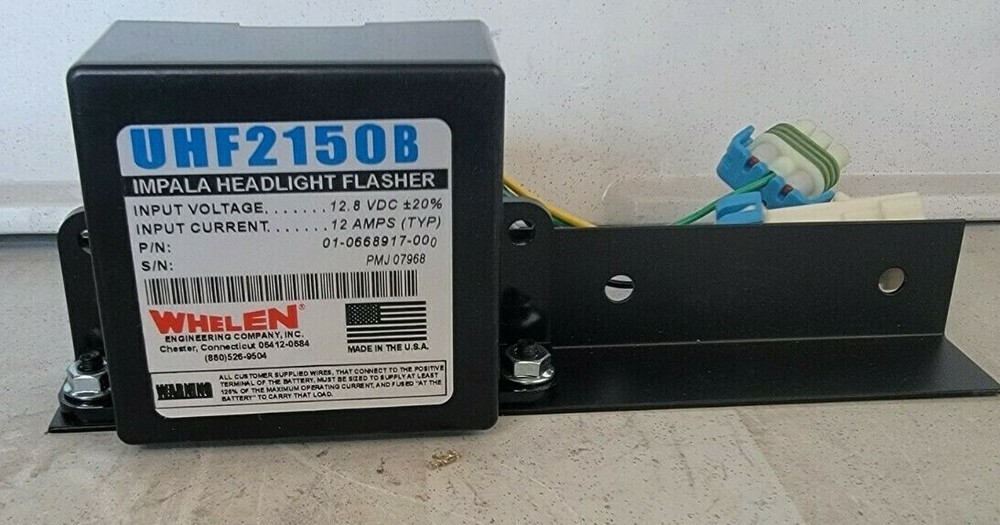 UHF2150B
IMPALA HEADLIGHT FLASHER
INPUT VOLTAGE.......12.8 VDC ±20%
INPUT CURRENT.......12 AMPS (TYP)
P/N: 01-0668917-000
S/N: PMJ 07968
WHELEN®
ENGINEERING COMPANY, INC.
Chester, Connecticut 06412-0684
(860)526-9504
MADE IN THE U.S.A.
WARNING
ALL CUSTOMER SUPPLIED WIRES, THAT CONNECT TO THE POSITIVE
TERMINAL OF THE BATTERY, MUST BE SIZED TO SUPPLY AT LEAST
125% OF THE MAXIMUM OPERATING CURRENT, AND FUSED "AT THE
BATTERY" TO CARRY THAT LOAD.